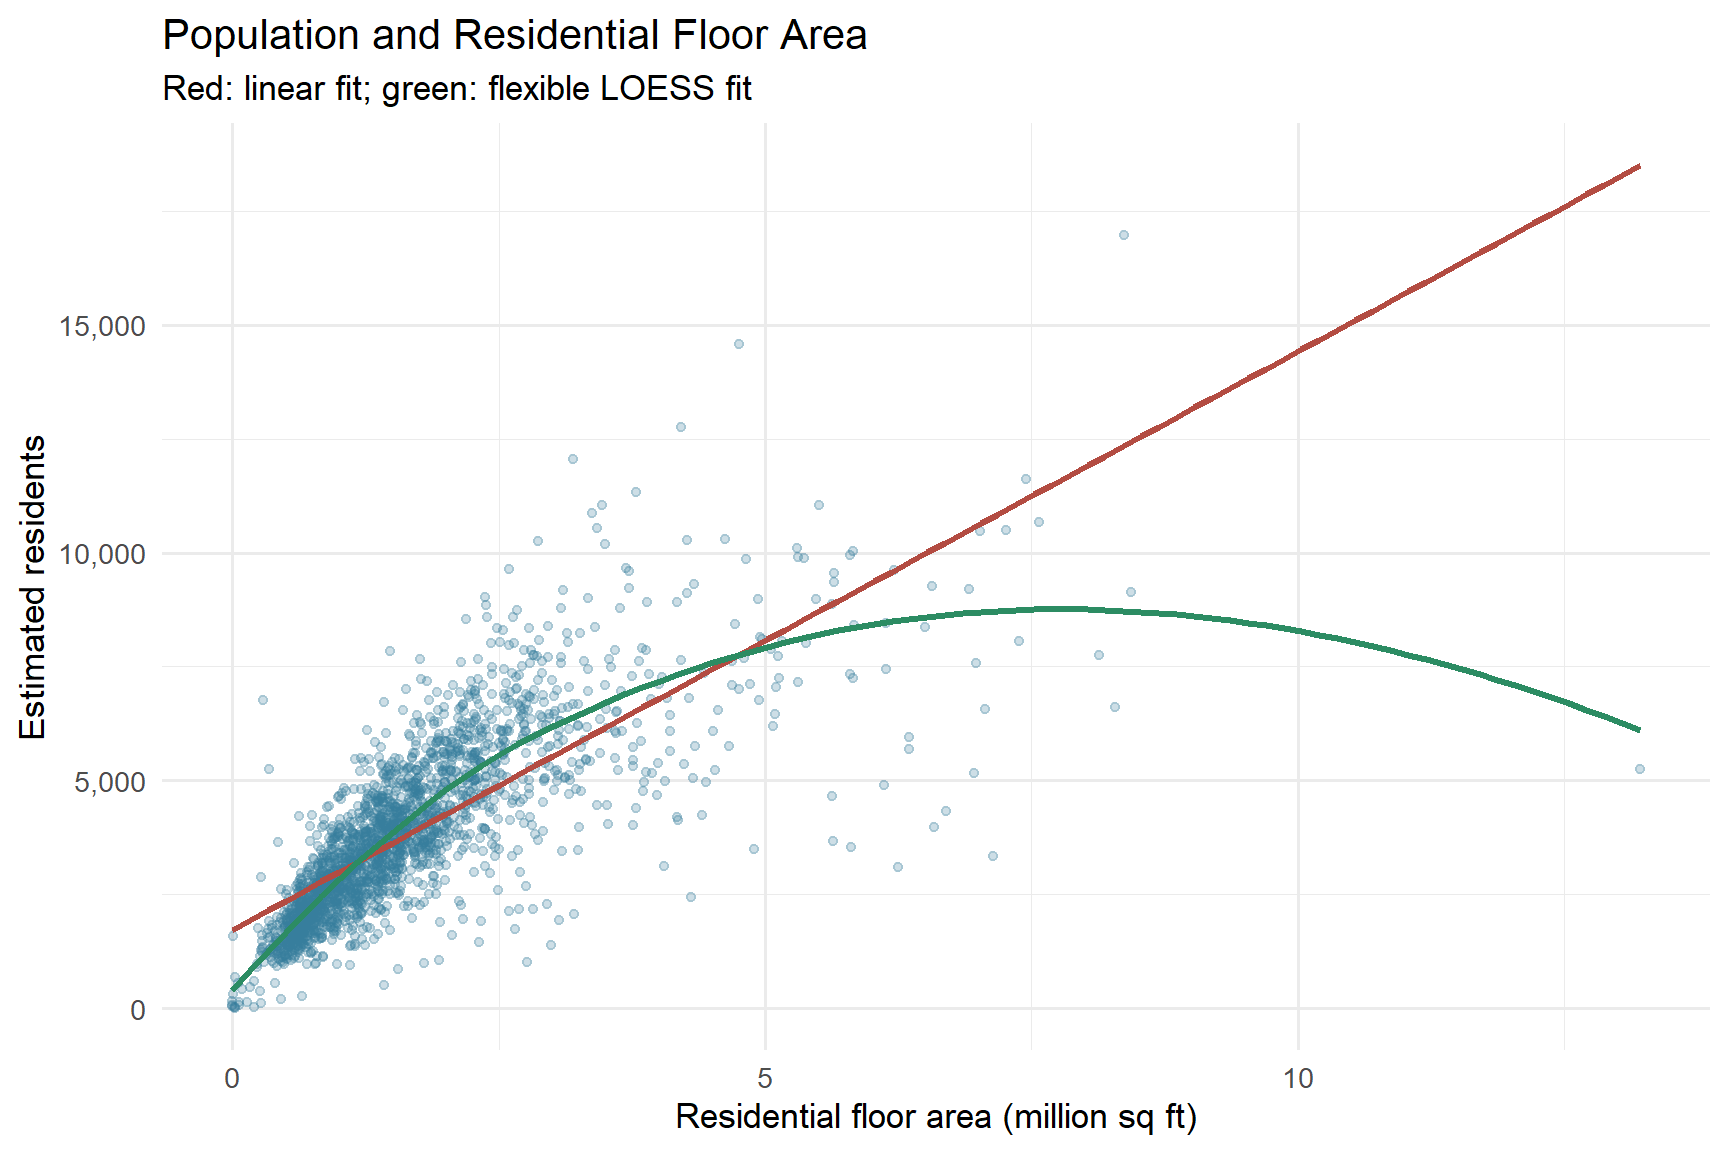 Population and Residential Floor Area
Red: linear fit; green: flexible LOESS fit
Estimated residents
15,000
10,000
5,000
0
0
5
10
Residential floor area (million sq ft)